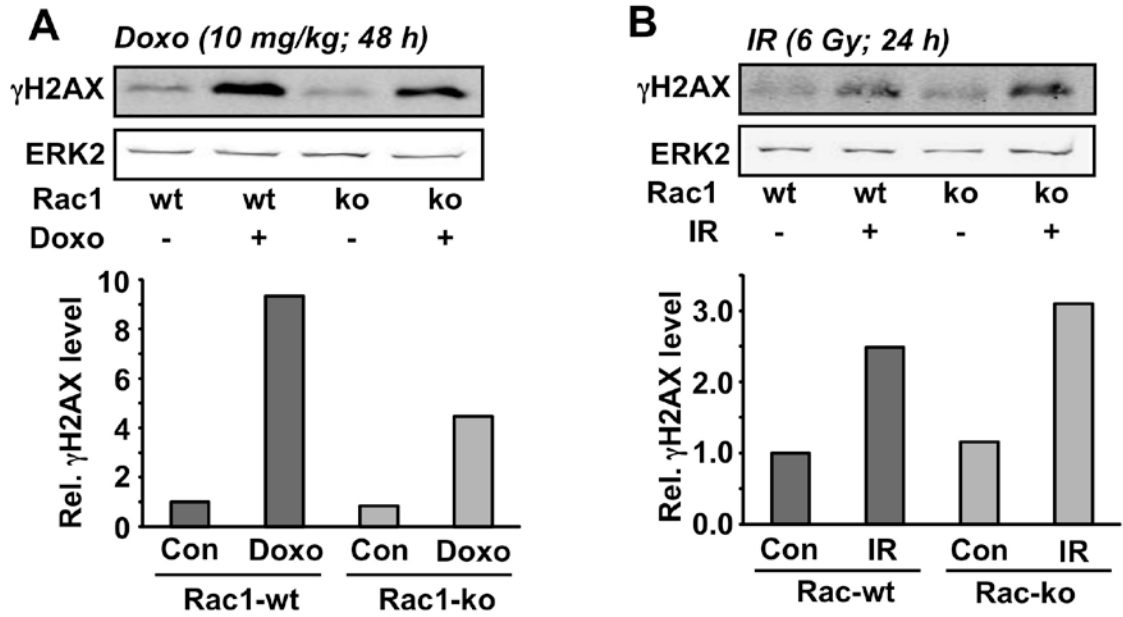 A
Doxo (10 mg/kg; 48 h)
γH2AX
ERK2
Rac1 wt wt ko ko
Doxo - + - +
Rel. γH2AX level
10
8
6
4
2
0
Con Doxo Con Doxo
Rac1-wt Rac1-ko
B
IR (6 Gy; 24 h)
γH2AX
ERK2
Rac1 wt wt ko ko
IR - + - +
Rel. γH2AX level
3.0
2.0
1.0
0.0
Con IR Con IR
Rac-wt Rac-ko